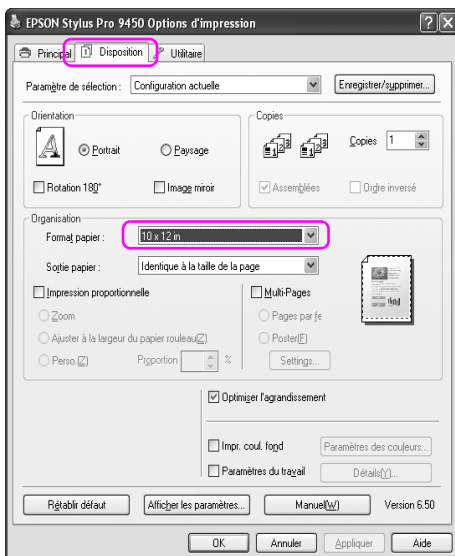 EPSON Stylus Pro 9450 Options d'impression
Principal Disposition Utilitaire
Paramètre de sélection : Configuration actuelle Enregistrer/supprimer...
Orientation
Portrait Paysage
Rotation 180° Image miroir
Copies
Copies 1
Assemblées Ordre inversé
Organisation
Format papier : 10 x 12 in
Sortie papier : Identique à la taille de la page
Impression proportionnelle
Zoom
Ajuster à la largeur du papier rouleau(Z)
Perso.(Z) Proportion %
Multi-Pages
Pages par fe
Poster(F)
Settings...
Optimiser l'agrandissement
Impr. coul. fond Paramètres des couleurs...
Paramètres du travail Détails(Y)...
Rétablir défaut Afficher les paramètres... Manuel(W) Version 6.50
OK Annuler Appliquer Aide